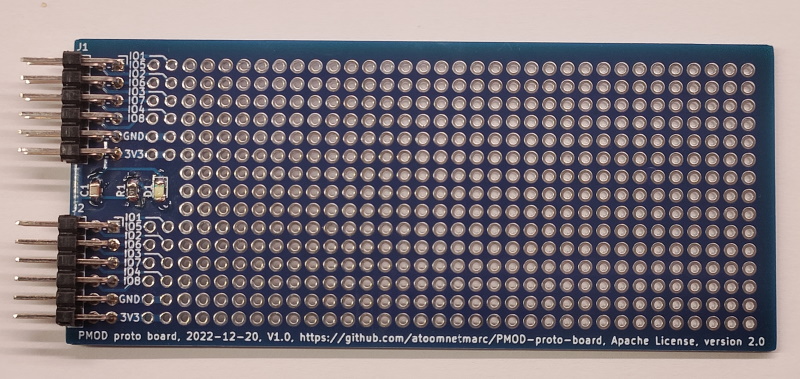 J1
IO1
IO5
IO2
IO6
IO3
IO7
IO4
IO8
GND
3V3
C1
R1
D1
J2
IO1
IO5
IO2
IO6
IO3
IO7
IO4
IO8
GND
3V3
PMOD proto board, 2022-12-20, V1.0, https://github.com/atoomnetmarc/PMOD-proto-board, Apache License, version 2.0